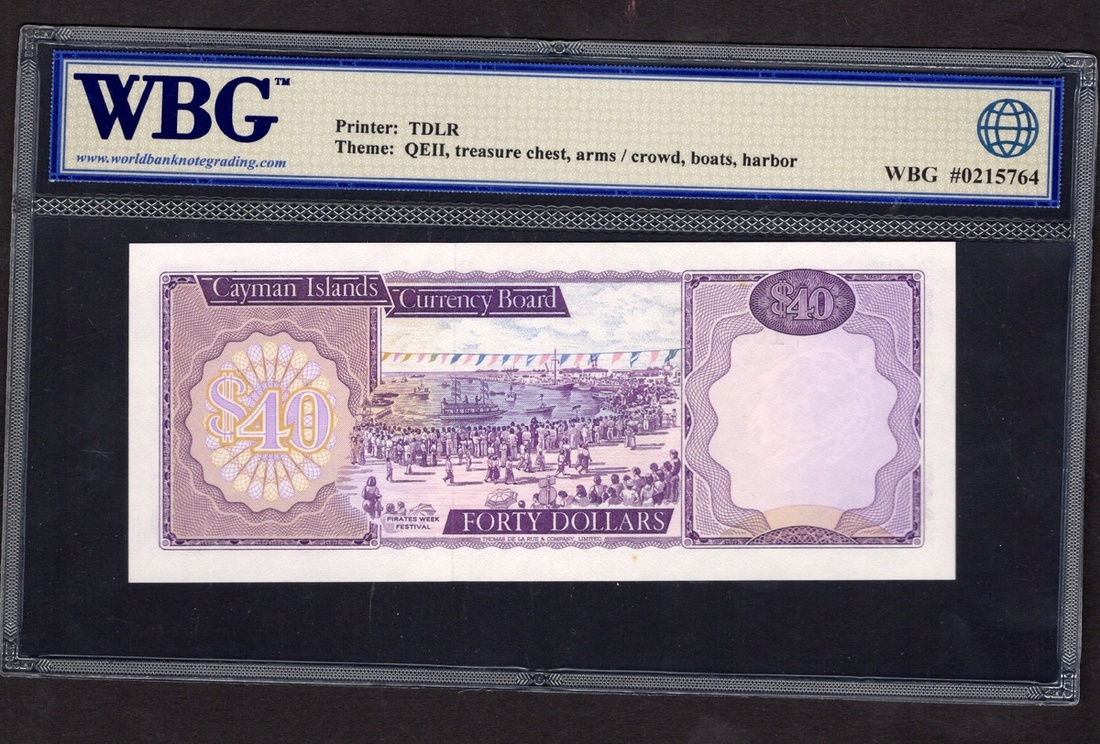 WBG™
www.worldbanknotegrading.com
Printer: TDLR
Theme: QEII, treasure chest, arms / crowd, boats, harbor
WBG #0215764
Cayman Islands
Currency Board
$40
$40
PIRATES WEEK
FESTIVAL
FORTY DOLLARS
THOMAS DE LA RUE & COMPANY, LIMITED.